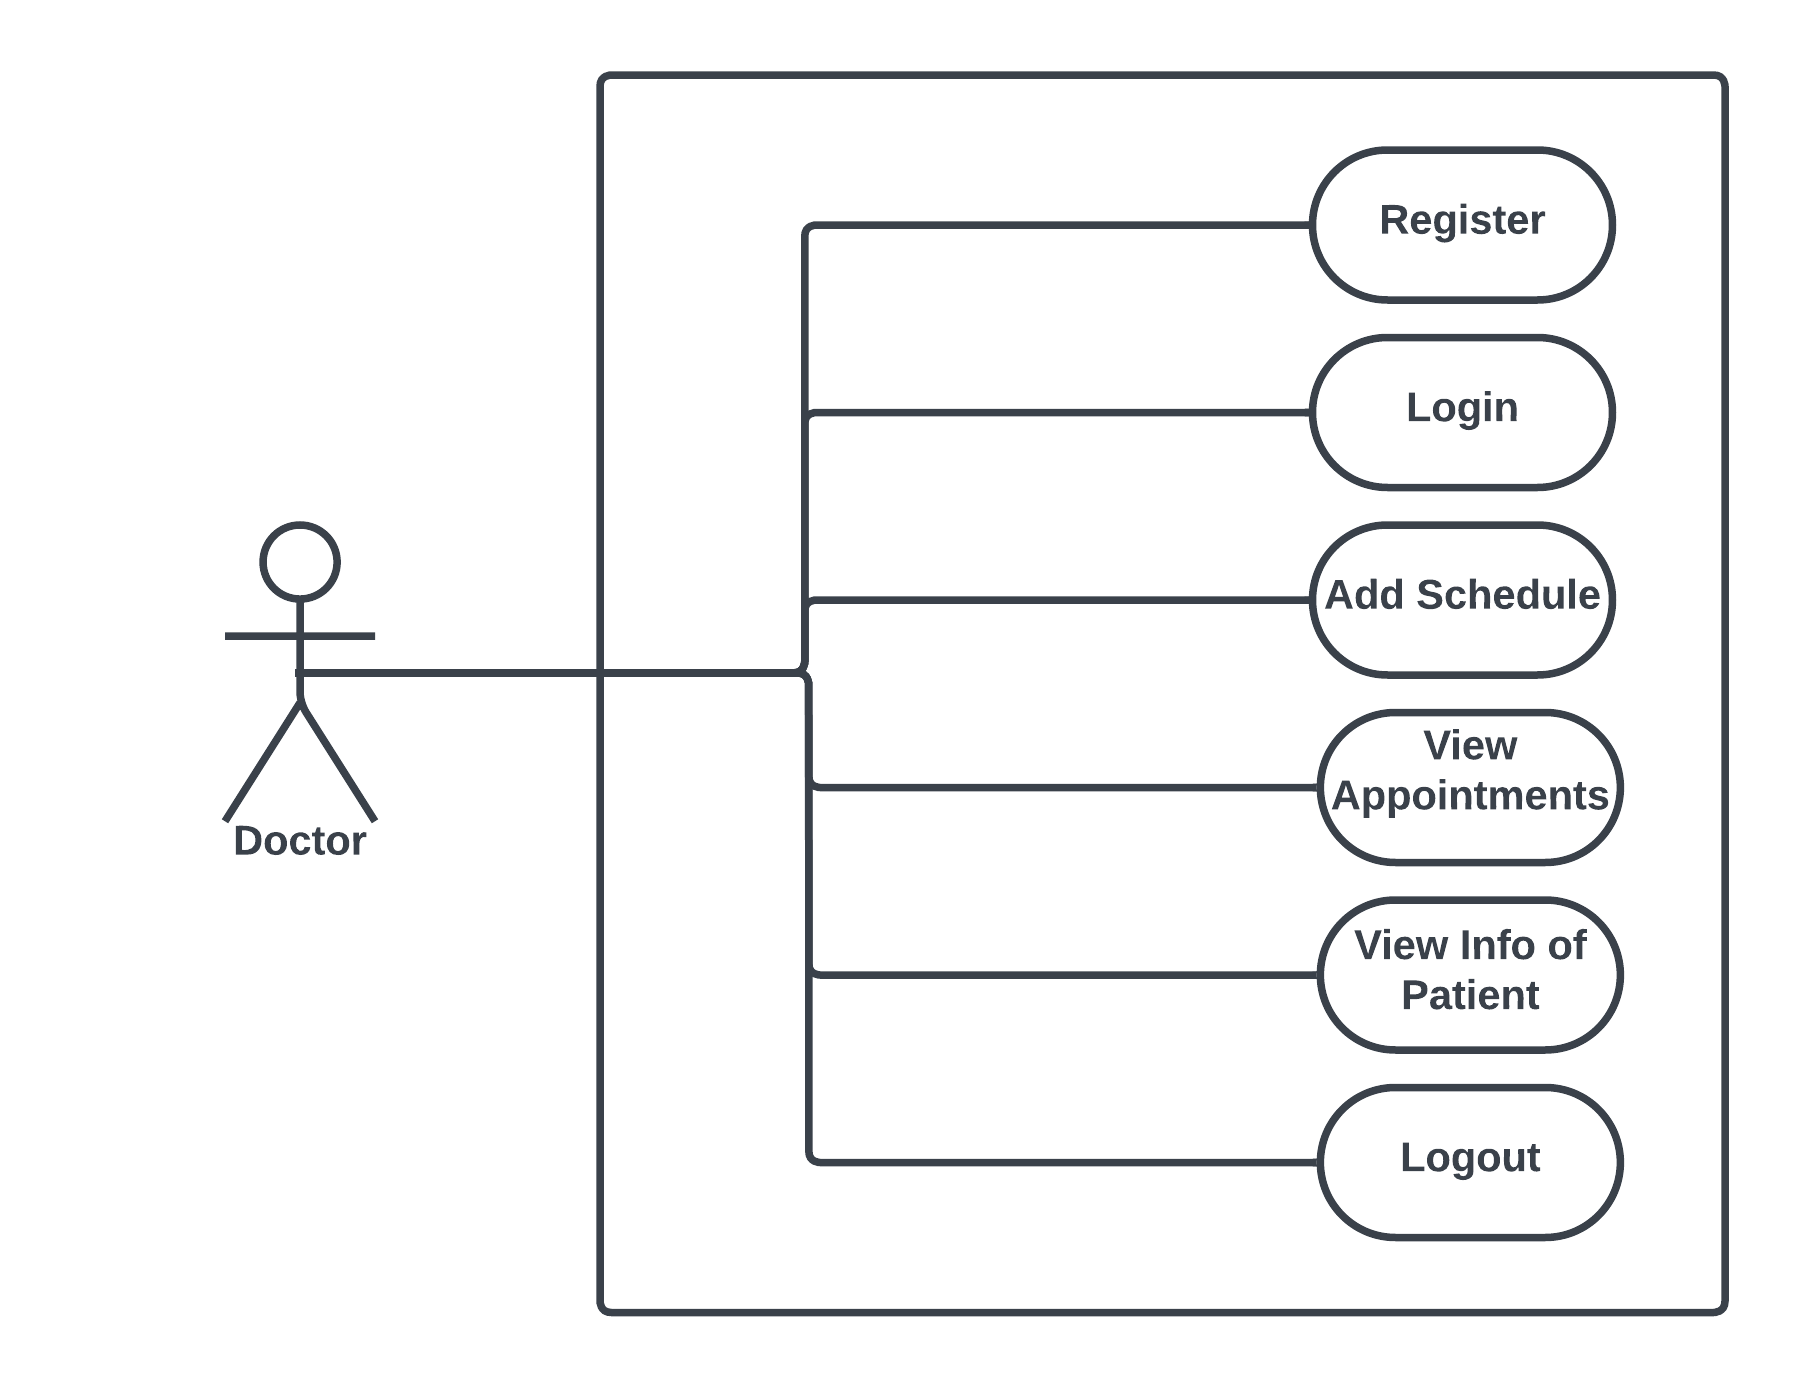 Register
Login
Add Schedule
View
Appointments
View Info of
Patient
Logout
Doctor